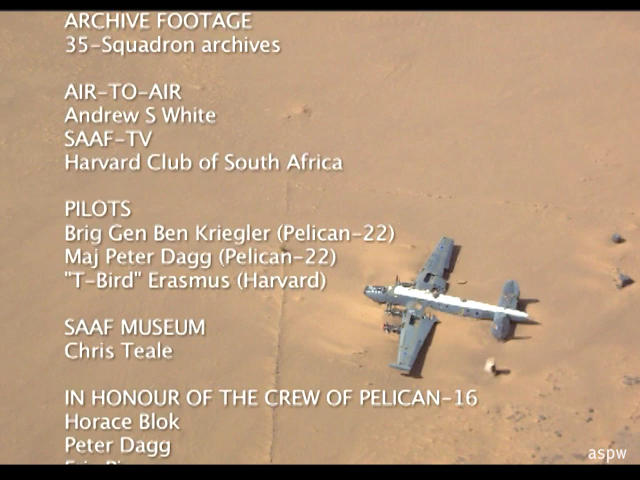 ARCHIVE FOOTAGE
35-Squadron archives
AIR-TO-AIR
Andrew S White
SAAF-TV
Harvard Club of South Africa
PILOTS
Brig Gen Ben Kriegler (Pelican-22)
Maj Peter Dagg (Pelican-22)
"T-Bird" Erasmus (Harvard)
SAAF MUSEUM
Chris Teale
IN HONOUR OF THE CREW OF PELICAN-16
Horace Blok
Peter Dagg
aspw